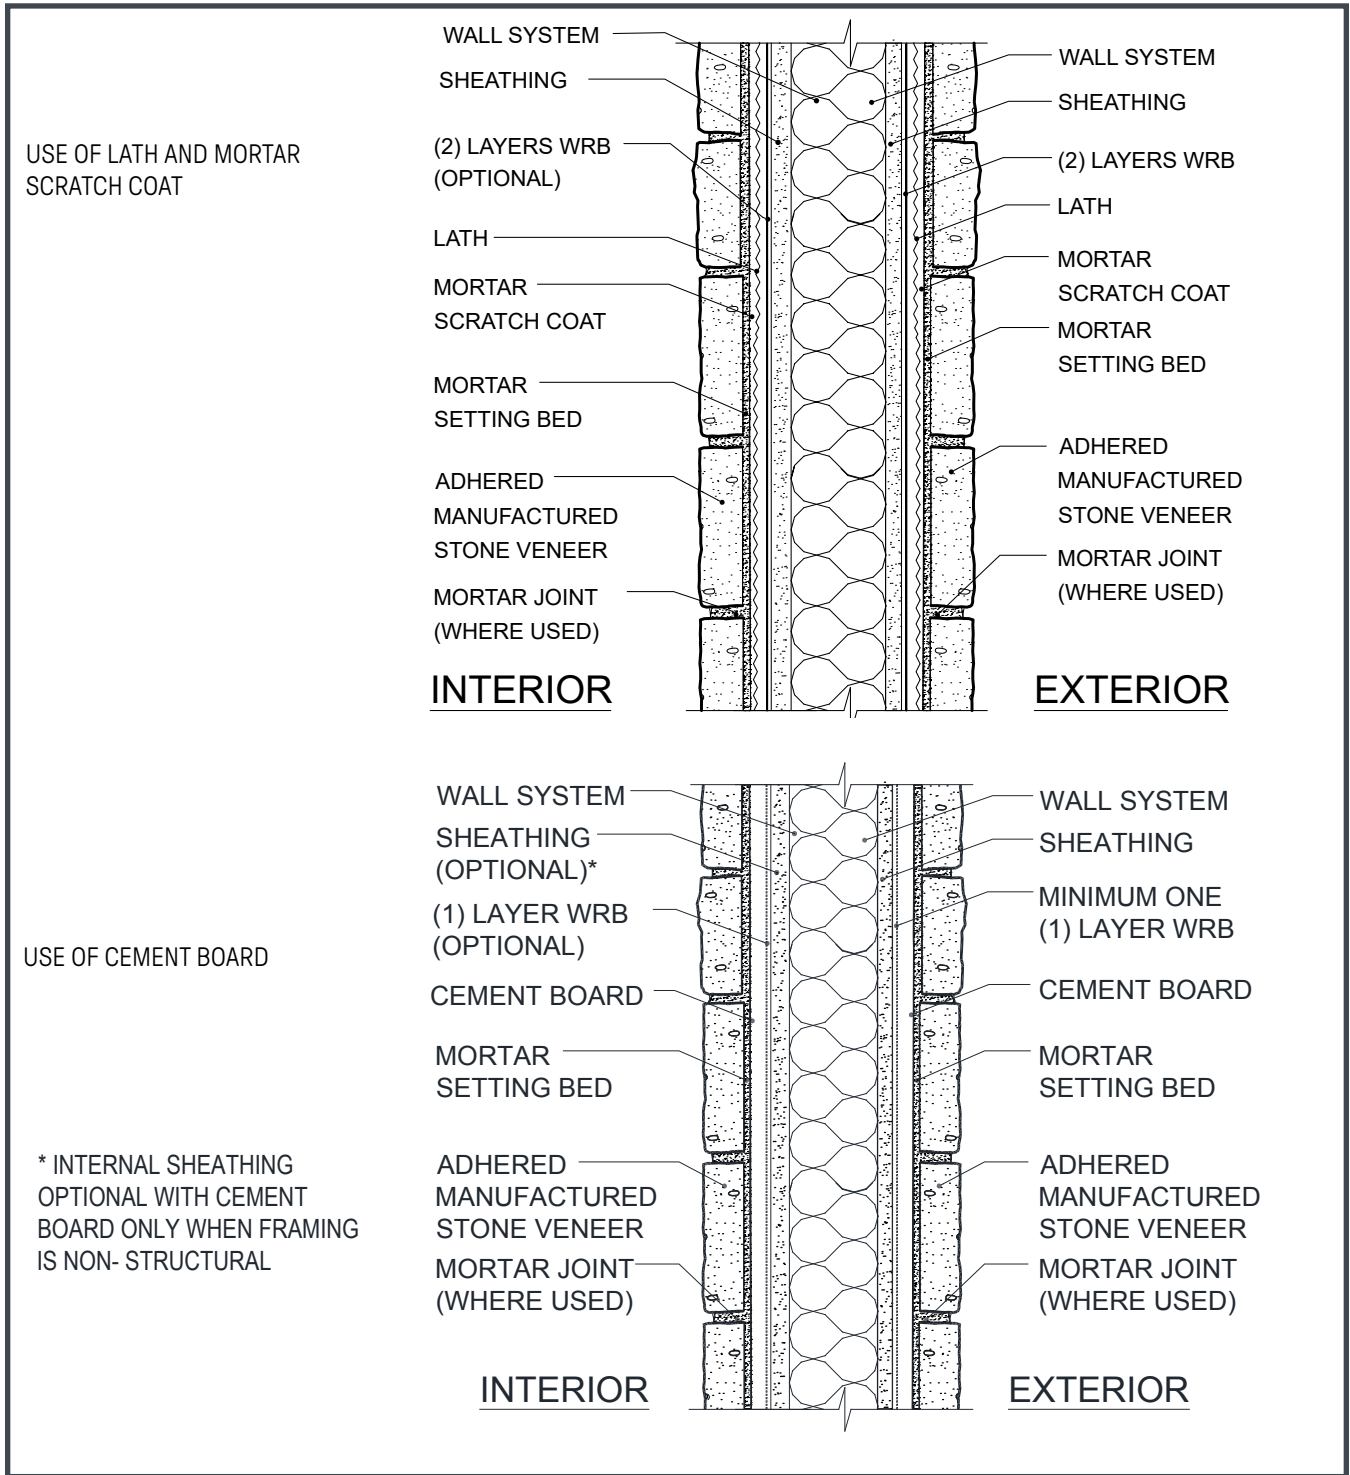 USE OF LATH AND MORTAR
SCRATCH COAT
WALL SYSTEM
SHEATHING
(2) LAYERS WRB
(OPTIONAL)
LATH
MORTAR
SCRATCH COAT
MORTAR
SETTING BED
ADHERED
MANUFACTURED
STONE VENEER
MORTAR JOINT
(WHERE USED)
INTERIOR
WALL SYSTEM
SHEATHING
(2) LAYERS WRB
LATH
MORTAR
SCRATCH COAT
MORTAR
SETTING BED
ADHERED
MANUFACTURED
STONE VENEER
MORTAR JOINT
(WHERE USED)
EXTERIOR
USE OF CEMENT BOARD
* INTERNAL SHEATHING
OPTIONAL WITH CEMENT
BOARD ONLY WHEN FRAMING
IS NON- STRUCTURAL
WALL SYSTEM
SHEATHING
(OPTIONAL)*
(1) LAYER WRB
(OPTIONAL)
CEMENT BOARD
MORTAR
SETTING BED
ADHERED
MANUFACTURED
STONE VENEER
MORTAR JOINT
(WHERE USED)
INTERIOR
WALL SYSTEM
SHEATHING
MINIMUM ONE
(1) LAYER WRB
CEMENT BOARD
MORTAR
SETTING BED
ADHERED
MANUFACTURED
STONE VENEER
MORTAR JOINT
(WHERE USED)
EXTERIOR